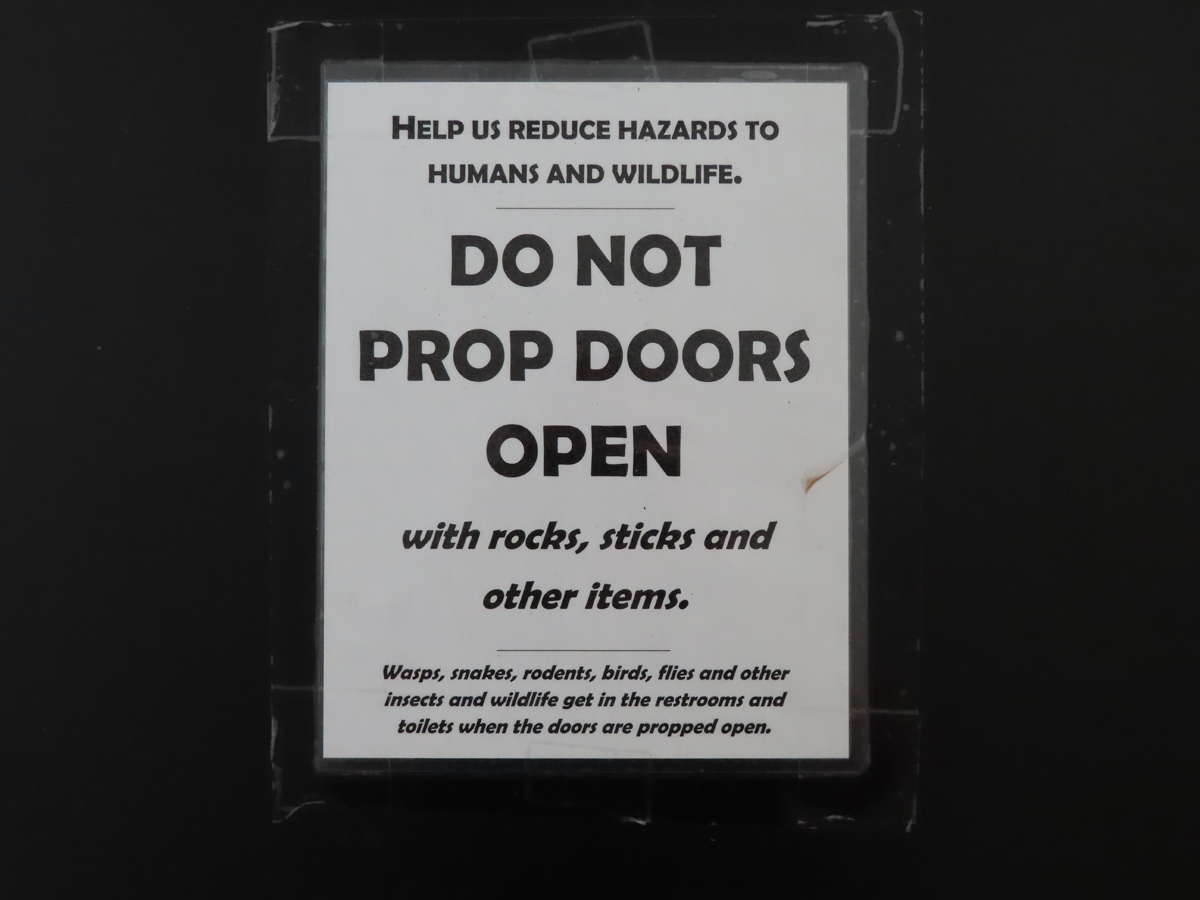 HELP US REDUCE HAZARDS TO
HUMANS AND WILDLIFE.
DO NOT
PROP DOORS
OPEN
with rocks, sticks and
other items.
Wasps, snakes, rodents, birds, flies and other
insects and wildlife get in the restrooms and
toilets when the doors are propped open.